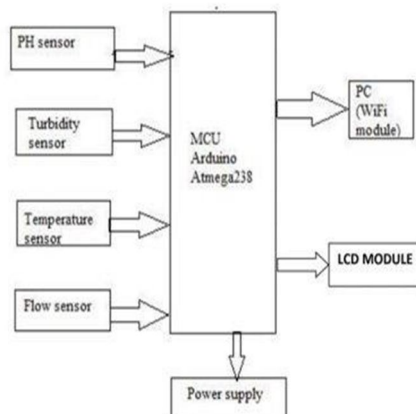 PH sensor
Turbidity
sensor
Temperature
sensor
Flow sensor
MCU
Arduino
Atmega238
PC
(WiFi
module)
LCD MODULE
Power supply